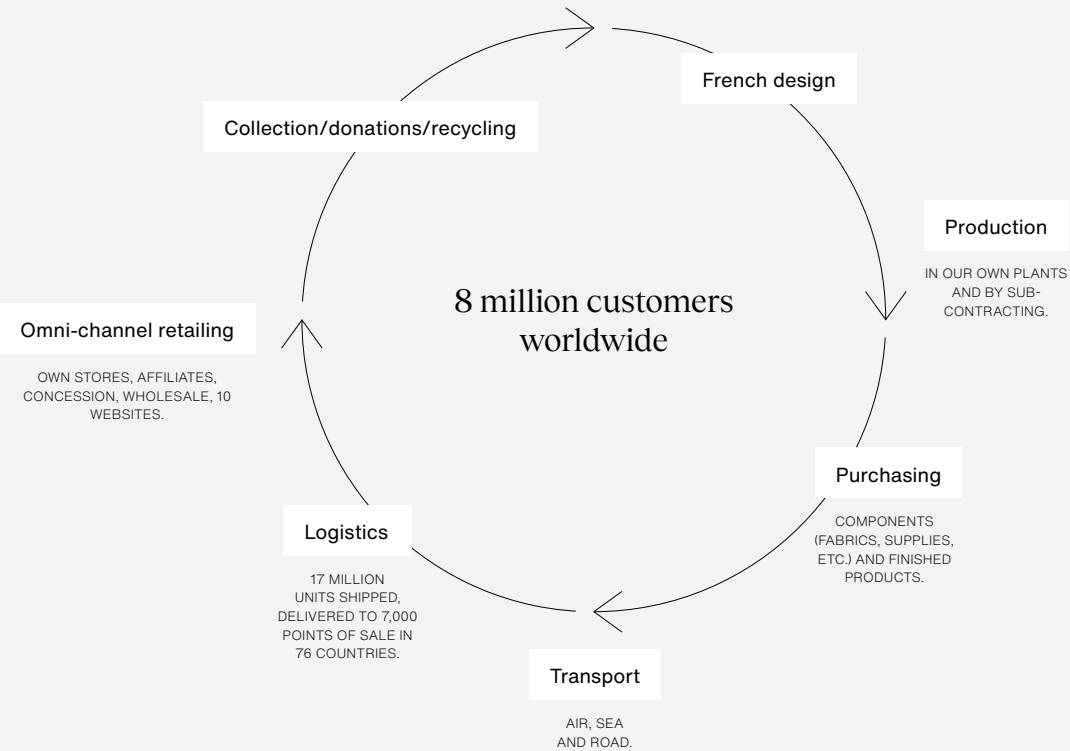 French design
Collection/donations/recycling
Production
IN OUR OWN PLANTS
AND BY SUB-
CONTRACTING.
8 million customers
worldwide
Omni-channel retailing
OWN STORES, AFFILIATES,
CONCESSION, WHOLESALE, 10
WEBSITES.
Purchasing
COMPONENTS
(FABRICS, SUPPLIES,
ETC.) AND FINISHED
PRODUCTS.
Logistics
17 MILLION
UNITS SHIPPED,
DELIVERED TO 7,000
POINTS OF SALE IN
76 COUNTRIES.
Transport
AIR, SEA
AND ROAD.